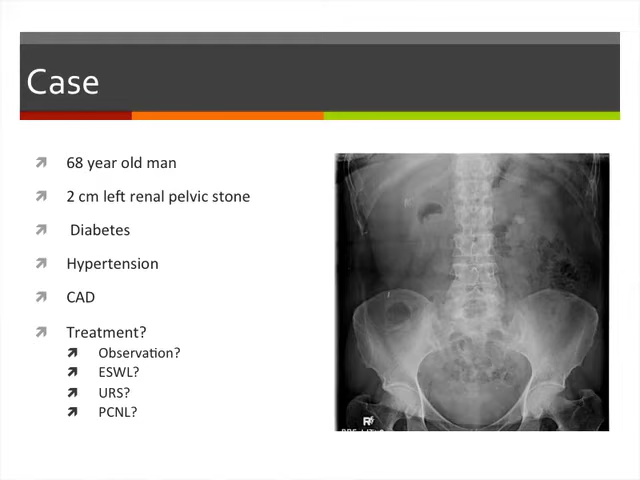 Case
68 year old man
2 cm left renal pelvic stone
Diabetes
Hypertension
CAD
Treatment?
Observation?
ESWL?
URS?
PCNL?
R